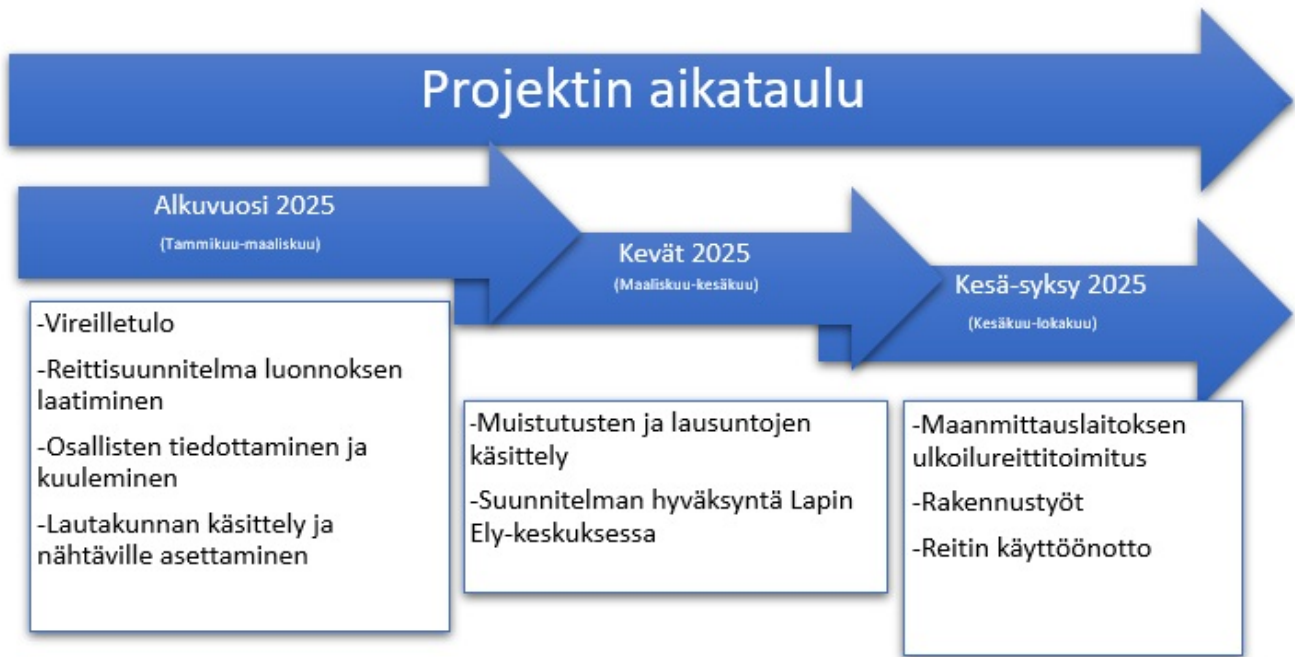 Projektin aikataulu
Alkuvuosi 2025
(Tammikuu-maaliskuu)
-Vireilletulo
-Reittisuunnitelma luonnoksen
laatiminen
-Osallisten tiedottaminen ja
kuuleminen
-Lautakunnan käsittely ja
nähtäville asettaminen
Kevät 2025
(Maaliskuu-kesäkuu)
-Muistutusten ja lausuntojen
käsittely
-Suunnitelman hyväksyntä Lapin
Ely-keskuksessa
Kesä-syksy 2025
(Kesäkuu-lokakuu)
-Maanmittauslaitoksen
ulkoilureittitoimitus
-Rakennustyöt
-Reitin käyttöönotto